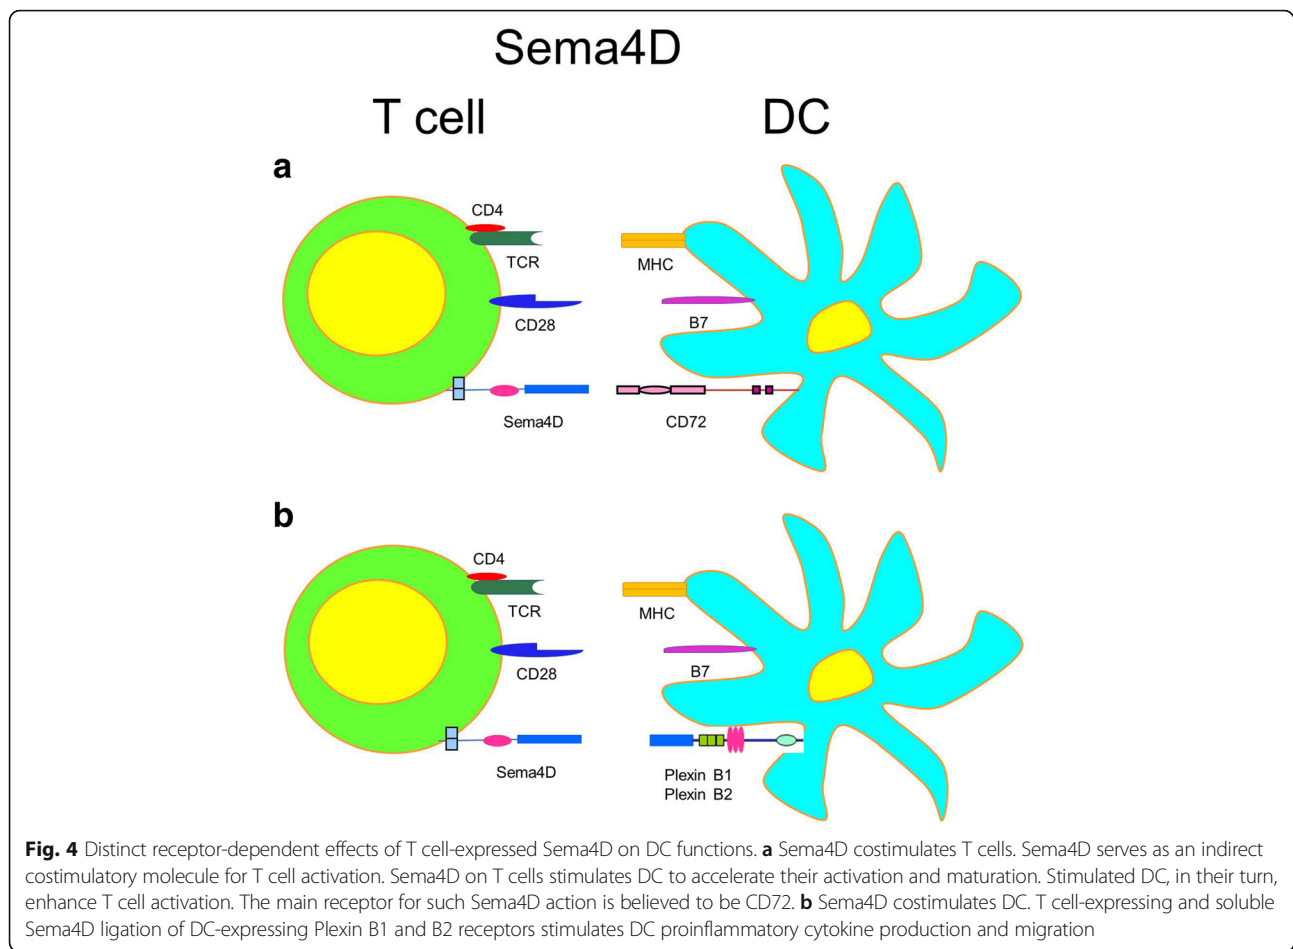 Sema4D
T cell DC
a
CD4
TCR
MHC
CD28
B7
Sema4D
CD72
b
CD4
TCR
MHC
CD28
B7
Sema4D
Plexin B1
Plexin B2
Fig. 4 Distinct receptor-dependent effects of T cell-expressed Sema4D on DC functions. a Sema4D costimulates T cells. Sema4D serves as an indirect
costimulatory molecule for T cell activation. Sema4D on T cells stimulates DC to accelerate their activation and maturation. Stimulated DC, in their turn,
enhance T cell activation. The main receptor for such Sema4D action is believed to be CD72. b Sema4D costimulates DC. T cell-expressing and soluble
Sema4D ligation of DC-expressing Plexin B1 and B2 receptors stimulates DC proinflammatory cytokine production and migration